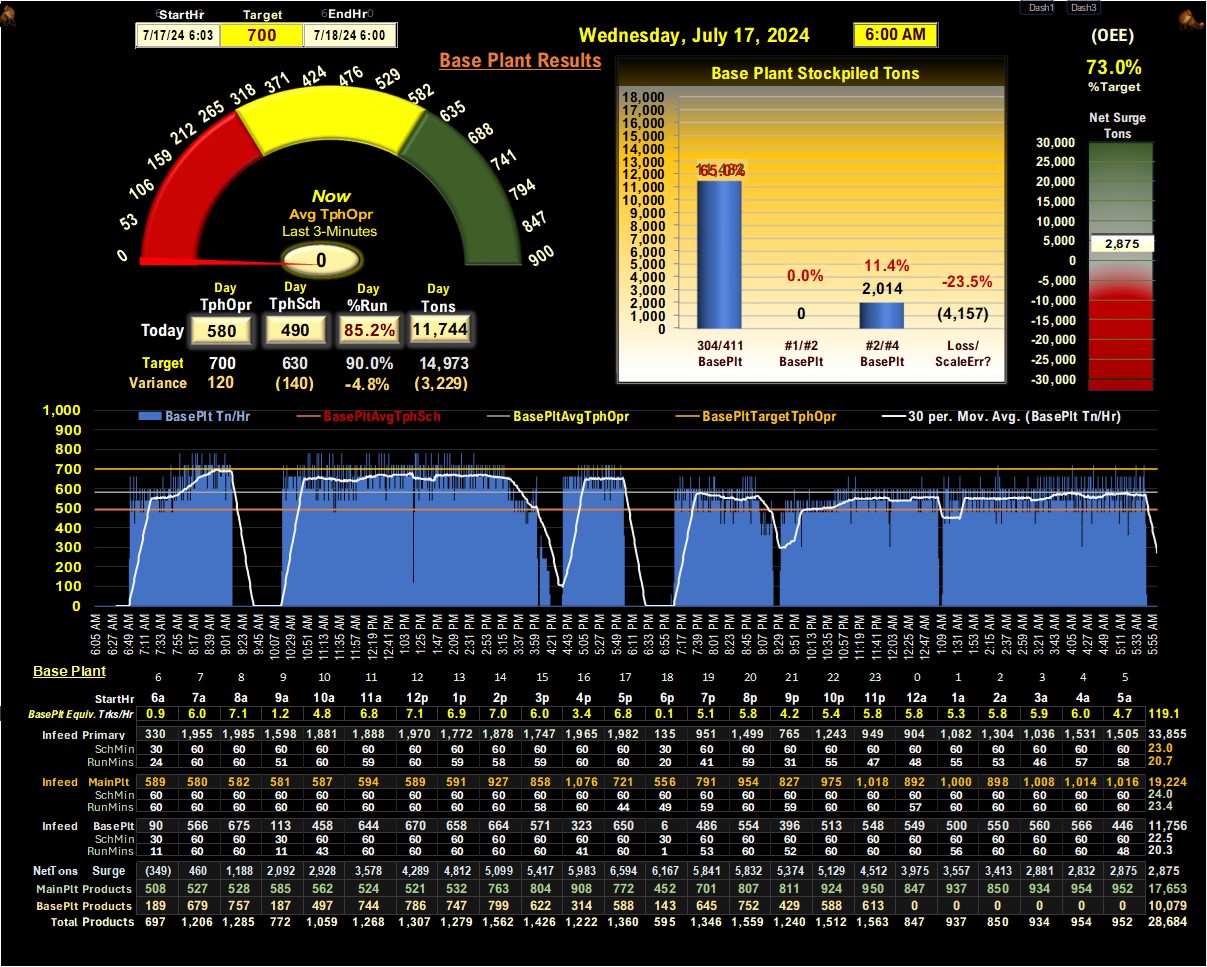 StartHr Target EndHr
7/17/24 6:03 700 7/18/24 6:00
Dash1 Dash3
Wednesday, July 17, 2024 6:00 AM
(OEE)
73.0%
%Target
Base Plant Results
0 53 106 159 212 265 318 371 424 476 529 582 635 688 741 794 847 900
Now
Avg TphOpr
Last 3-Minutes
0
Day Day Day Day
TphOpr TphSch %Run Tons
Today 580 490 85.2% 11,744
Target 700 630 90.0% 14,973
Variance 120 (140) -4.8% (3,229)
Base Plant Stockpiled Tons
18,000
17,000
16,000
15,000
14,000
13,000
12,000
11,000
10,000
9,000
8,000
7,000
6,000
5,000
4,000
3,000
2,000
1,000
0
65.0%
0.0%
0
11.4%
2,014
-23.5%
(4,157)
304/411 #1/#2 #2/#4 Loss/
BasePlt BasePlt BasePlt ScaleErr?
Net Surge
Tons
30,000
25,000
20,000
15,000
10,000
5,000
0
-5,000
-10,000
-15,000
-20,000
-25,000
-30,000
2,875
BasePlt Tn/Hr BasePltAvgTphSch BasePltAvgTphOpr BasePltTargetTphOpr 30 per. Mov. Avg. (BasePlt Tn/Hr)
1,000
900
800
700
600
500
400
300
200
100
0
6:05 AM 6:27 AM 6:49 AM 7:11 AM 7:33 AM 7:55 AM 8:17 AM 8:39 AM 9:01 AM 9:23 AM 9:45 AM 10:07 AM 10:29 AM 10:51 AM 11:13 AM 11:35 AM 11:57 AM 12:19 PM 12:41 PM 1:03 PM 1:25 PM 1:47 PM 2:09 PM 2:31 PM 2:53 PM 3:15 PM 3:37 PM 3:59 PM 4:21 PM 4:43 PM 5:05 PM 5:27 PM 5:49 PM 6:11 PM 6:33 PM 6:55 PM 7:17 PM 7:39 PM 8:01 PM 8:23 PM 8:45 PM 9:07 PM 9:29 PM 9:51 PM 10:13 PM 10:35 PM 10:57 PM 11:19 PM 11:41 PM 12:03 AM 12:25 AM 12:47 AM 1:09 AM 1:31 AM 1:53 AM 2:15 AM 2:37 AM 2:59 AM 3:21 AM 3:43 AM 4:05 AM 4:27 AM 4:49 AM 5:11 AM 5:33 AM 5:55 AM
Base Plant 6 7 8 9 10 11 12 13 14 15 16 17 18 19 20 21 22 23 0 1 2 3 4 5
StartHr 6a 7a 8a 9a 10a 11a 12p 1p 2p 3p 4p 5p 6p 7p 8p 9p 10p 11p 12a 1a 2a 3a 4a 5a
BasePlt Equiv. Trks/Hr 0.9 6.0 7.1 1.2 4.8 6.8 7.1 6.9 7.0 6.0 3.4 6.8 0.1 5.1 5.8 4.2 5.4 5.8 5.8 5.3 5.8 5.9 6.0 4.7 119.1
Infeed Primary 330 1,955 1,985 1,598 1,881 1,888 1,970 1,772 1,878 1,747 1,965 1,982 135 951 1,499 765 1,243 949 904 1,082 1,304 1,036 1,531 1,505 33,855
SchMin 30 60 60 60 60 60 60 60 60 60 60 60 30 60 60 60 60 60 60 60 60 60 60 60 23.0
RunMins 24 60 60 51 60 59 60 59 58 59 60 60 20 41 59 31 55 47 48 55 53 46 57 58 20.7
Infeed MainPlt 589 580 582 581 587 594 589 591 927 858 1,076 721 556 791 954 827 975 1,018 892 1,000 898 1,008 1,014 1,016 19,224
SchMin 60 60 60 60 60 60 60 60 60 60 60 60 60 60 60 60 60 60 60 60 60 60 60 60 24.0
RunMins 60 60 60 60 60 60 60 60 60 58 60 44 49 59 60 59 60 60 57 60 60 60 60 60 23.4
Infeed BasePlt 90 566 675 113 458 644 670 658 664 571 323 650 6 486 554 396 513 548 549 500 550 560 566 446 11,756
SchMin 30 60 60 30 60 60 60 60 60 60 60 60 30 60 60 60 60 60 60 60 60 60 60 60 22.5
RunMins 11 60 60 11 43 60 60 60 60 60 41 60 1 53 60 52 60 60 60 56 60 60 60 48 20.3
NetTons Surge (349) 460 1,188 2,092 2,928 3,578 4,289 4,812 5,099 5,417 5,983 6,594 6,167 5,841 5,832 5,374 5,129 4,512 3,975 3,557 3,413 2,881 2,832 2,875 2,875
MainPlt Products 508 527 528 585 562 524 521 532 763 804 908 772 452 701 807 811 924 950 847 937 850 934 954 952 17,653
BasePlt Products 189 679 757 187 497 744 786 747 799 622 314 588 143 645 752 429 588 613 0 0 0 0 0 0 10,079
Total Products 697 1,206 1,285 772 1,059 1,268 1,307 1,279 1,562 1,426 1,222 1,360 595 1,346 1,559 1,240 1,512 1,563 847 937 850 934 954 952 28,684